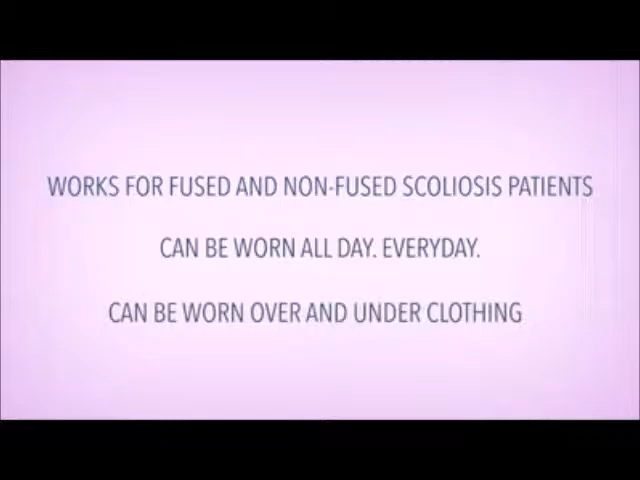 WORKS FOR FUSED AND NON-FUSED SCOLIOSIS PATIENTS
CAN BE WORN ALL DAY. EVERYDAY.
CAN BE WORN OVER AND UNDER CLOTHING